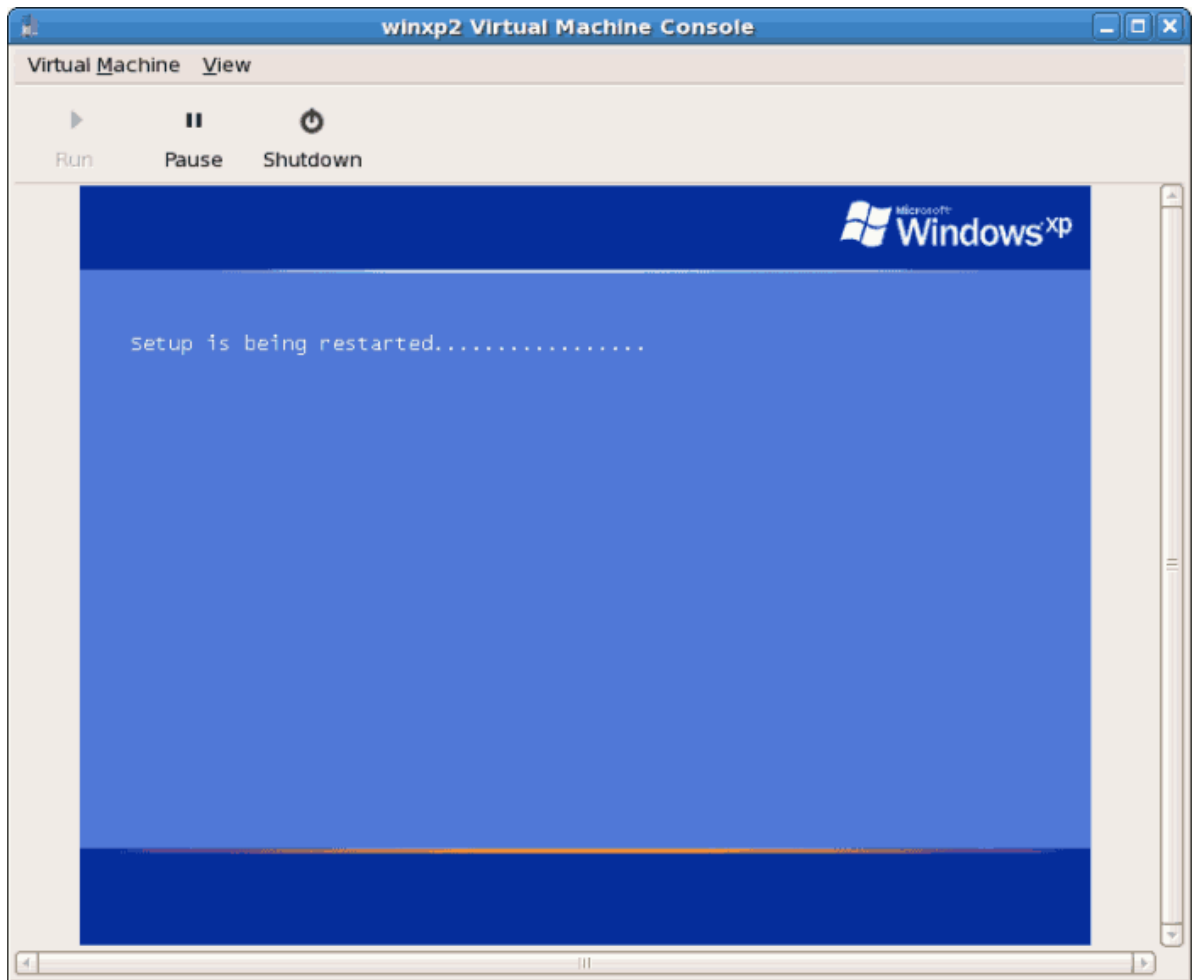 winxp2 Virtual Machine Console
Virtual Machine View
Run Pause Shutdown
Microsoft
Windows xp
Setup is being restarted.................